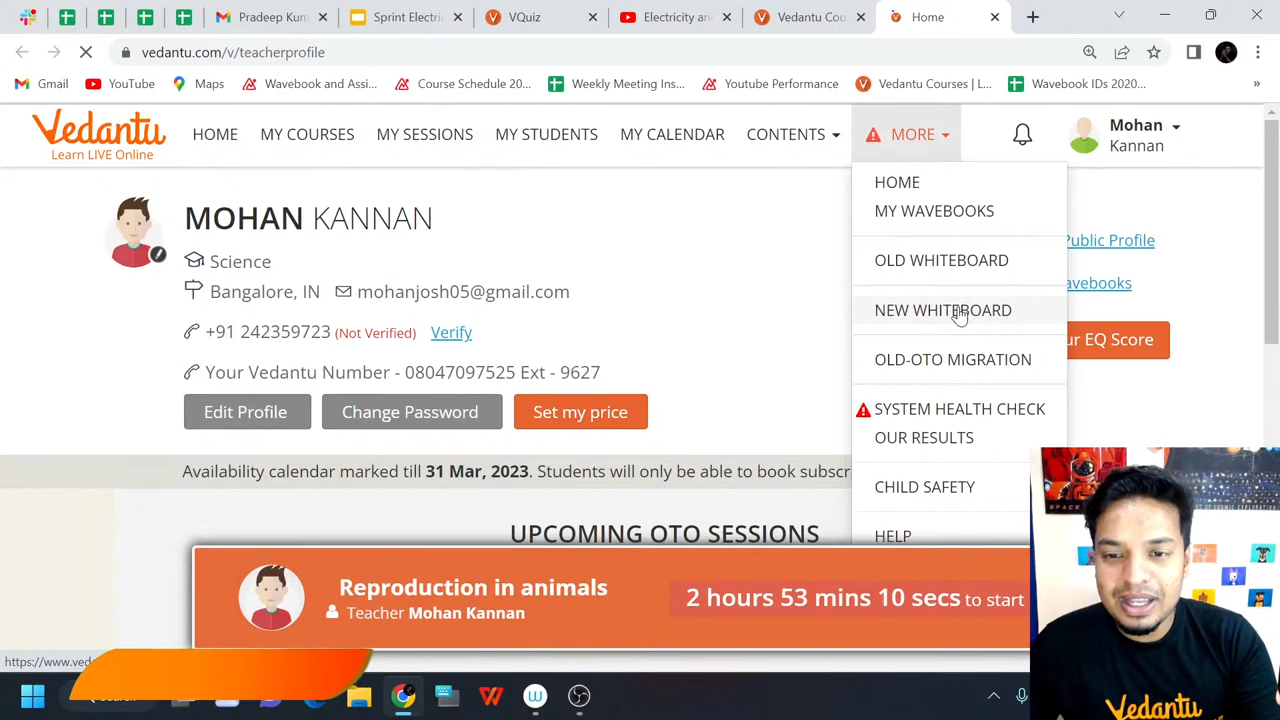 Pradeep Kum
Sprint Electri
VQuiz
Electricity an
Vedantu Cou
Home
vedantu.com/v/teacherprofile
Gmail
YouTube
Maps
Wavebook and Assi...
Course Schedule 20...
Weekly Meeting Ins...
Youtube Performance
Vedantu Courses | L...
Wavebook IDs 2020...
Vedantu
Learn LIVE Online
HOME
MY COURSES
MY SESSIONS
MY STUDENTS
MY CALENDAR
CONTENTS
MORE
Mohan
Kannan
HOME
MY WAVEBOOKS
OLD WHITEBOARD
NEW WHITEBOARD
OLD-OTO MIGRATION
SYSTEM HEALTH CHECK
OUR RESULTS
CHILD SAFETY
HELP
MOHAN KANNAN
Science
Bangalore, IN mohanjosh05@gmail.com
+91 242359723 (Not Verified) Verify
Your Vedantu Number - 08047097525 Ext - 9627
Edit Profile
Change Password
Set my price
Public Profile
avebooks
ur EQ Score
Availability calendar marked till 31 Mar, 2023. Students will only be able to book subscr
UPCOMING OTO SESSIONS
Reproduction in animals
Teacher Mohan Kannan
2 hours 53 mins 10 secs to start
https://www.ved
SPACE
Vedantu